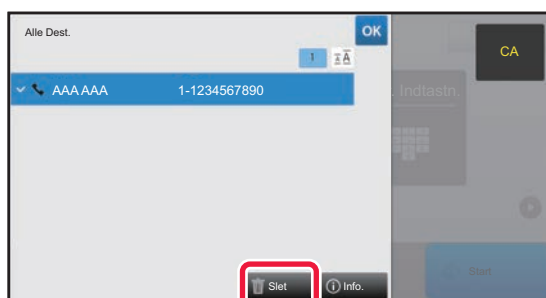 Alle Dest.
OK
CA
1
AAA AAA 1-1234567890
. Indtastn.
Slet
Info.
Start